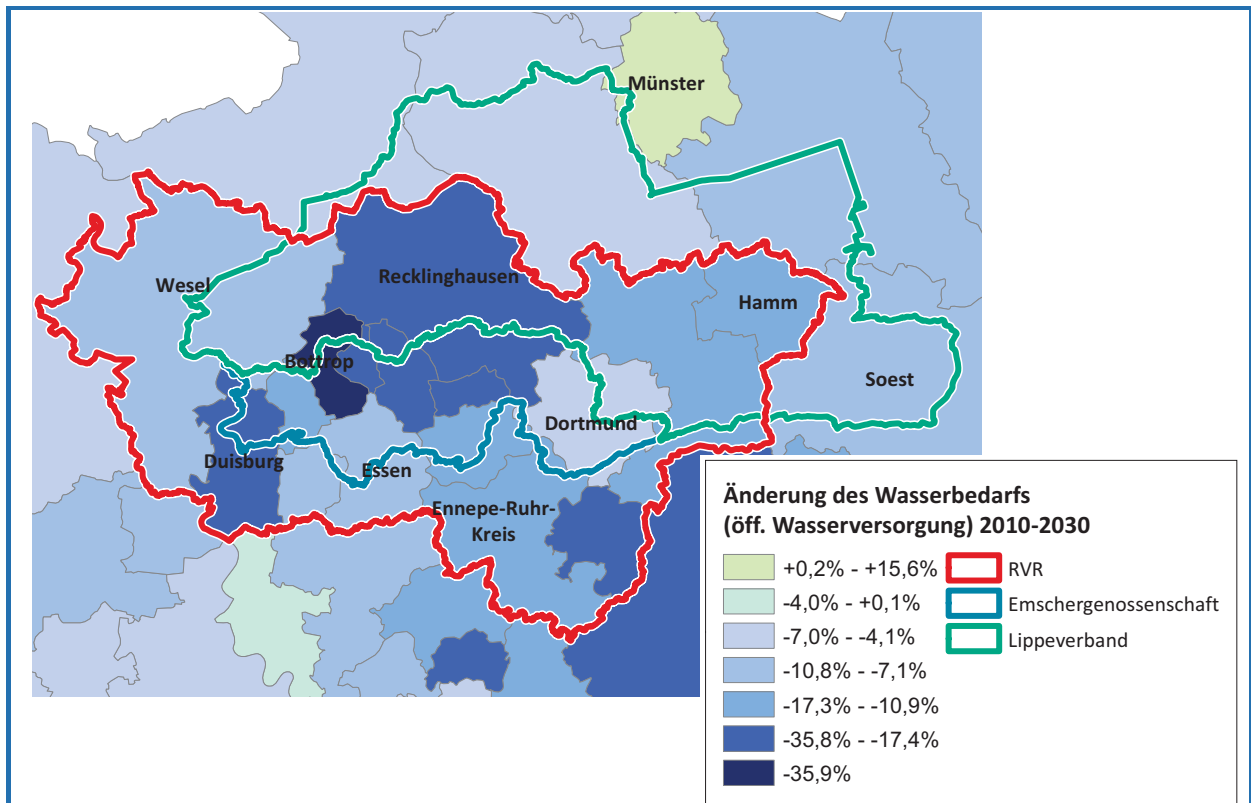 Münster
Recklinghausen
Wesel
Hamm
Bottrop
Soest
Dortmund
Duisburg
Essen
Ennepe-Ruhr-
Kreis
Änderung des Wasserbedarfs
(öff. Wasserversorgung) 2010-2030
+0,2% - +15,6%
-4,0% - +0,1%
-7,0% - -4,1%
-10,8% - -7,1%
-17,3% - -10,9%
-35,8% - -17,4%
-35,9%
RVR
Emschergenossenschaft
Lippeverband